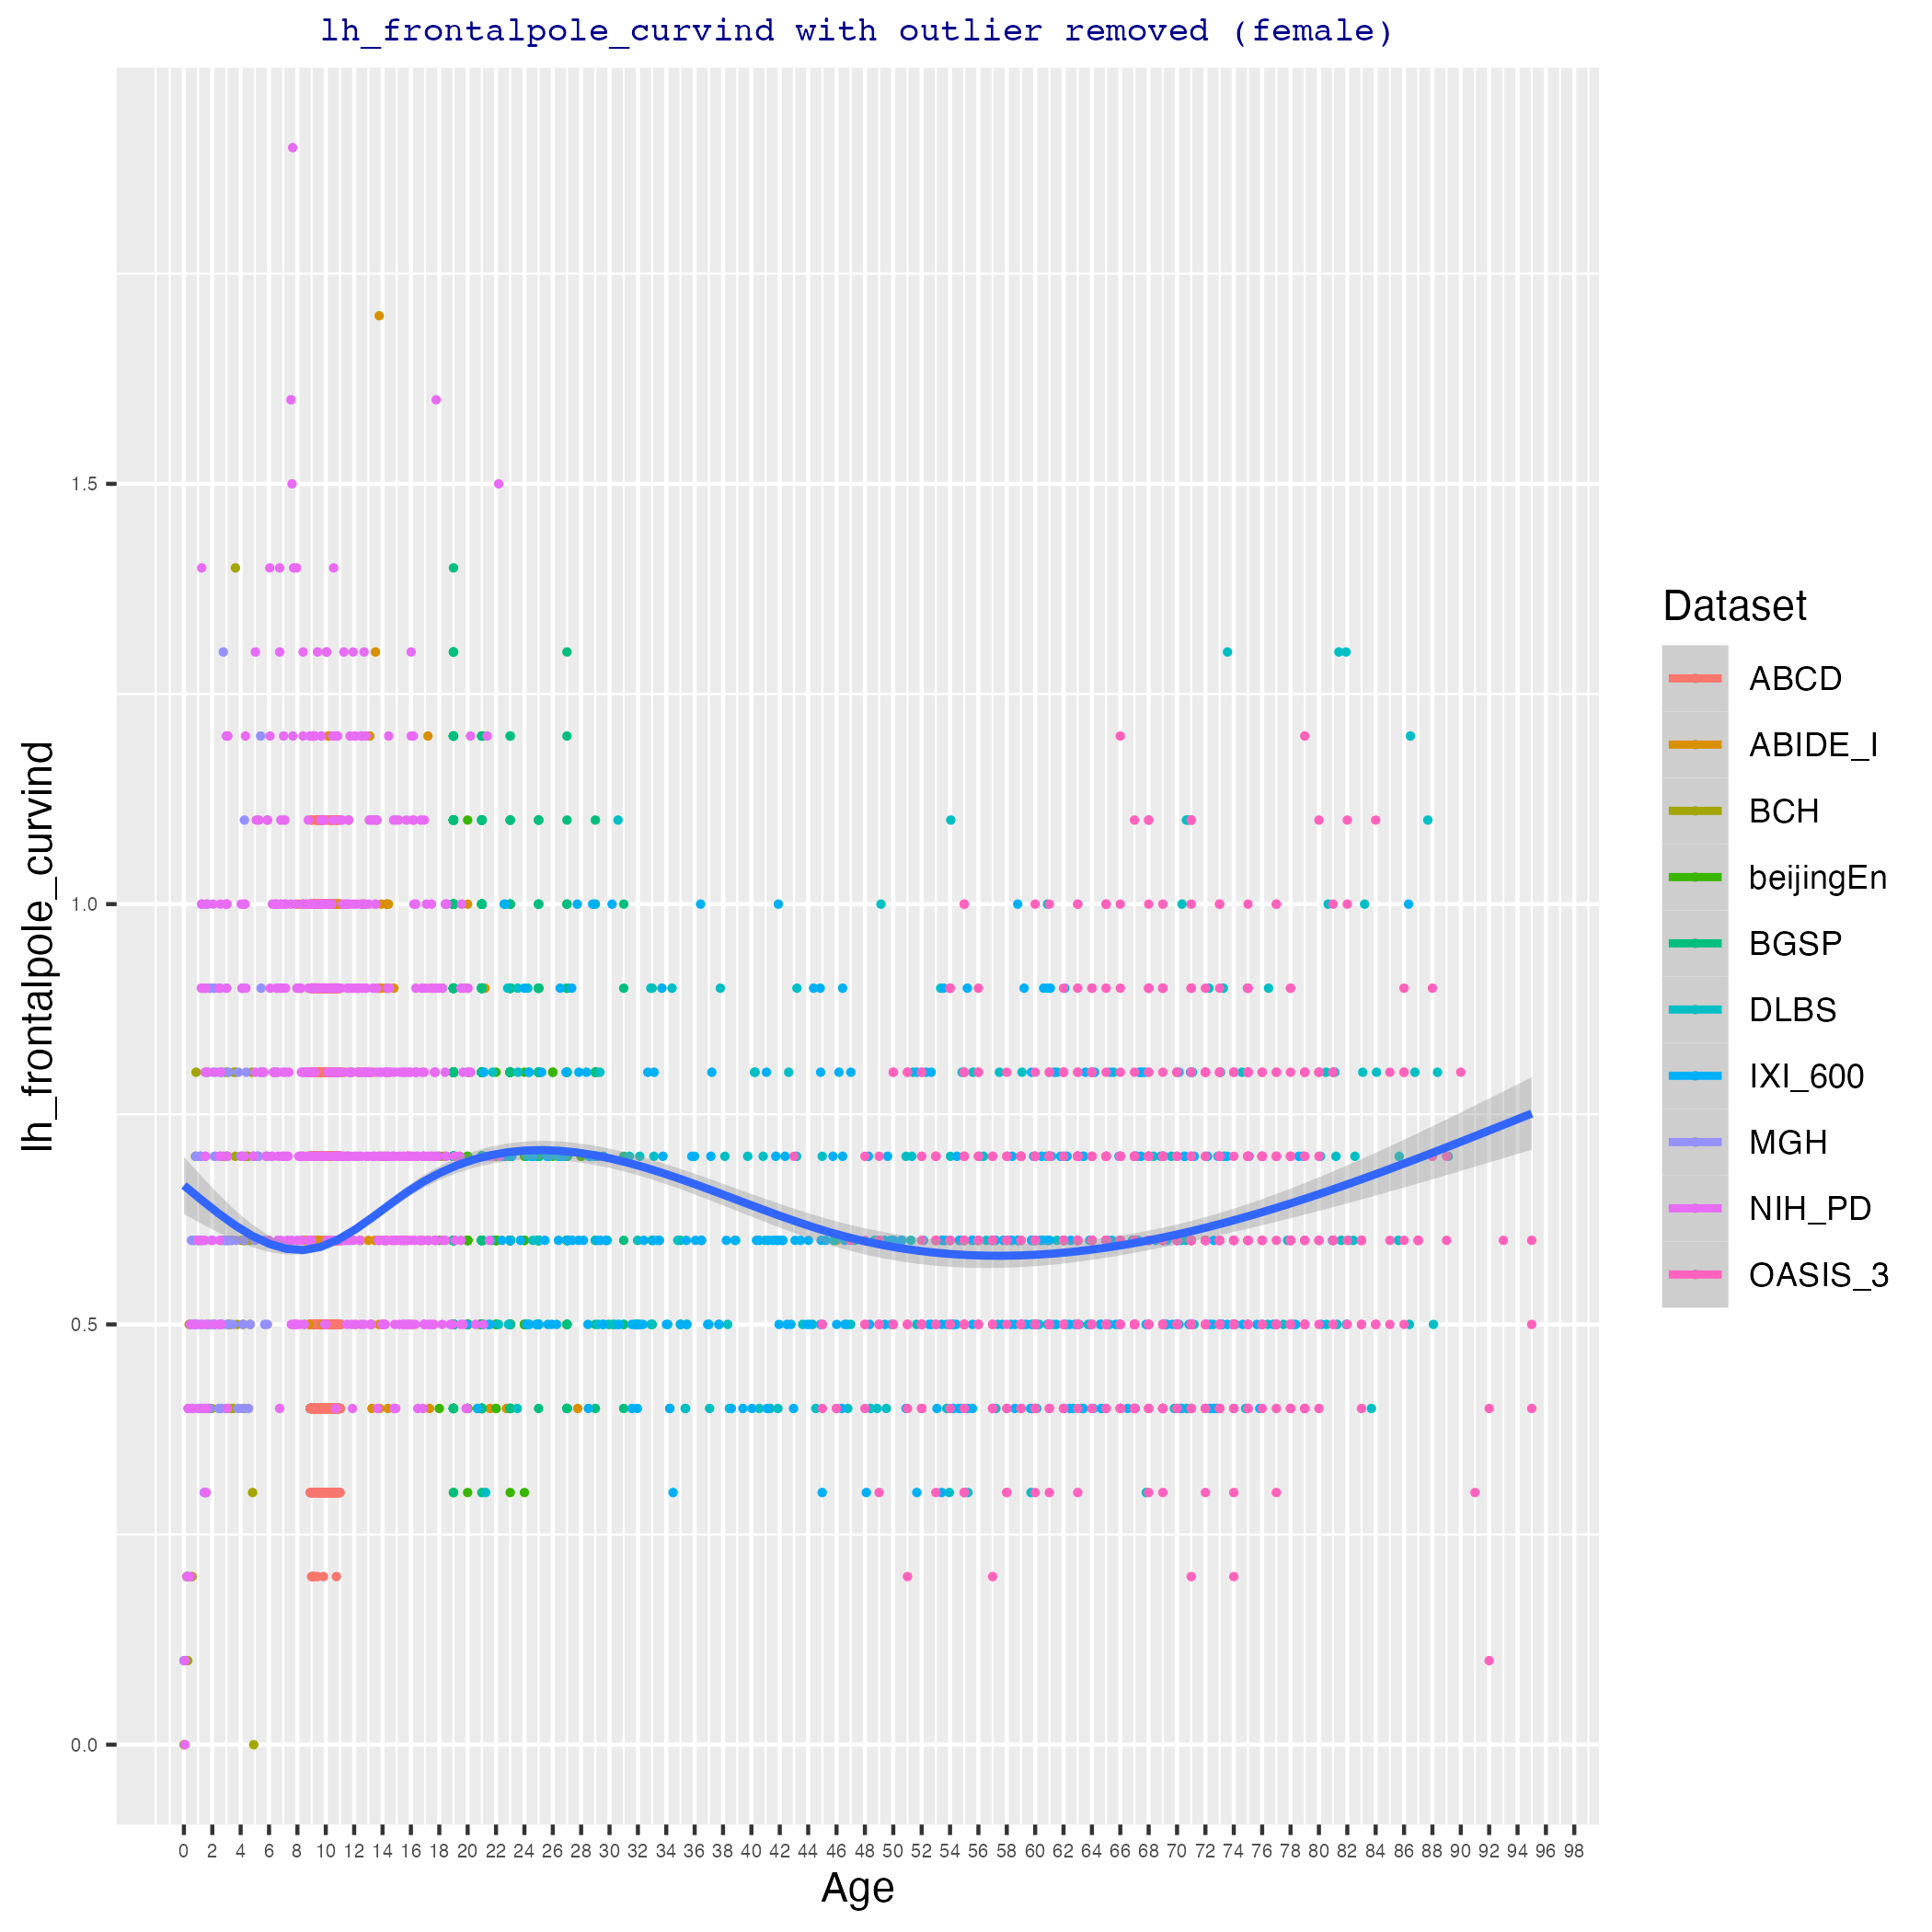 lh_frontalpole_curvind with outlier removed (female)
lh_frontalpole_curvind
1.5
1.0
0.5
0.0
0 2 4 6 8 10 12 14 16 18 20 22 24 26 28 30 32 34 36 38 40 42 44 46 48 50 52 54 56 58 60 62 64 66 68 70 72 74 76 78 80 82 84 86 88 90 92 94 96 98
Age
Dataset
ABCD
ABIDE_I
BCH
beijingEn
BGSP
DLBS
IXI_600
MGH
NIH_PD
OASIS_3